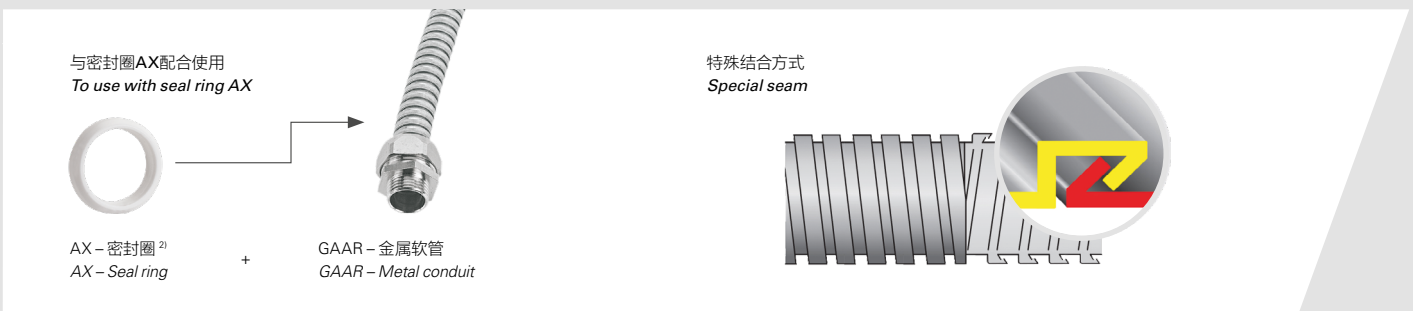 与密封圈AX配合使用
To use with seal ring AX
AX – 密封圈 2)
AX – Seal ring
+
GAAR – 金属软管
GAAR – Metal conduit
特殊结合方式
Special seam